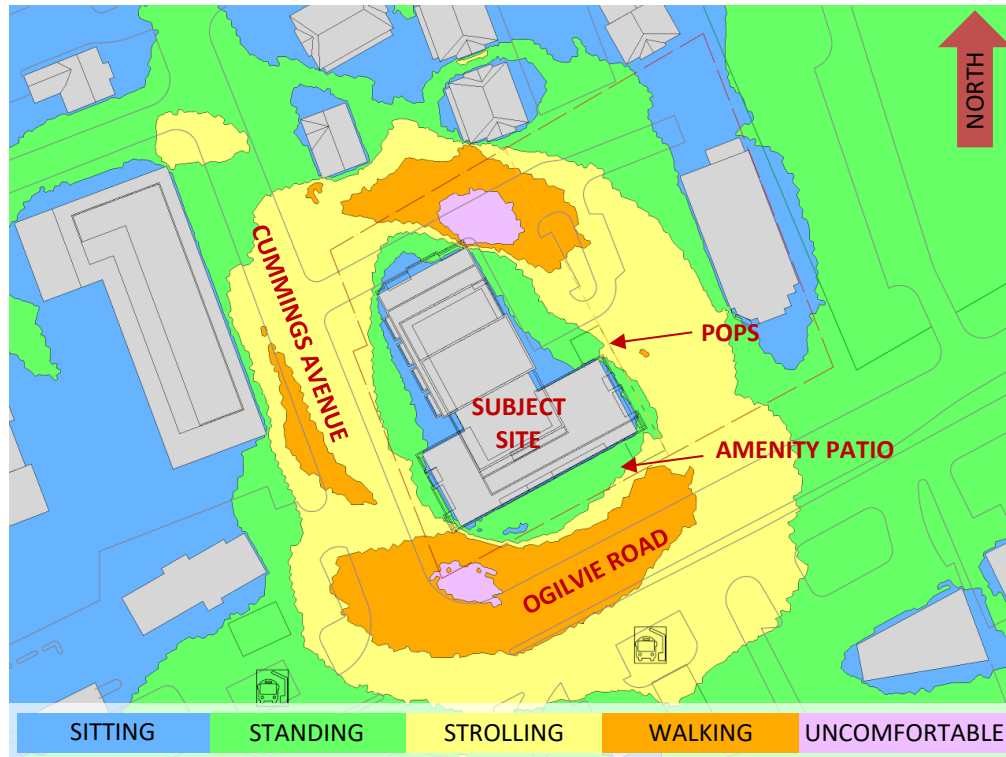 NORTH
CUMMINGS AVENUE
POPS
SUBJECT
SITE
AMENITY PATIO
OGILVIE ROAD
SITTING
STANDING
STROLLING
WALKING
UNCOMFORTABLE